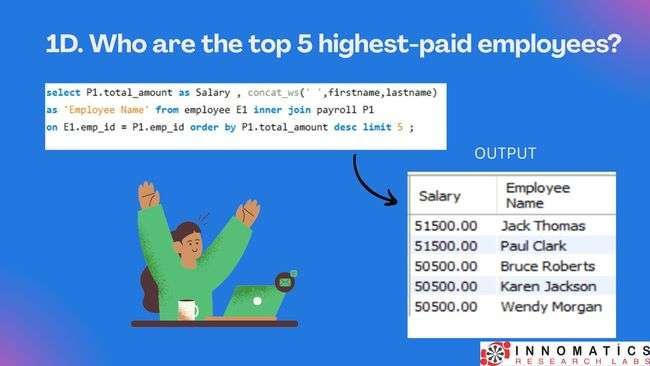 1D. Who are the top 5 highest-paid employees?
select P1.total_amount as Salary , concat_ws(' ',firstname,lastname)
as 'Employee Name' from employee E1 inner join payroll P1
on E1.emp_id = P1.emp_id order by P1.total_amount desc limit 5 ;
OUTPUT
Salary Employee Name
51500.00 Jack Thomas
51500.00 Paul Clark
50500.00 Bruce Roberts
50500.00 Karen Jackson
50500.00 Wendy Morgan
INNOMATICS
RESEARCH LABS